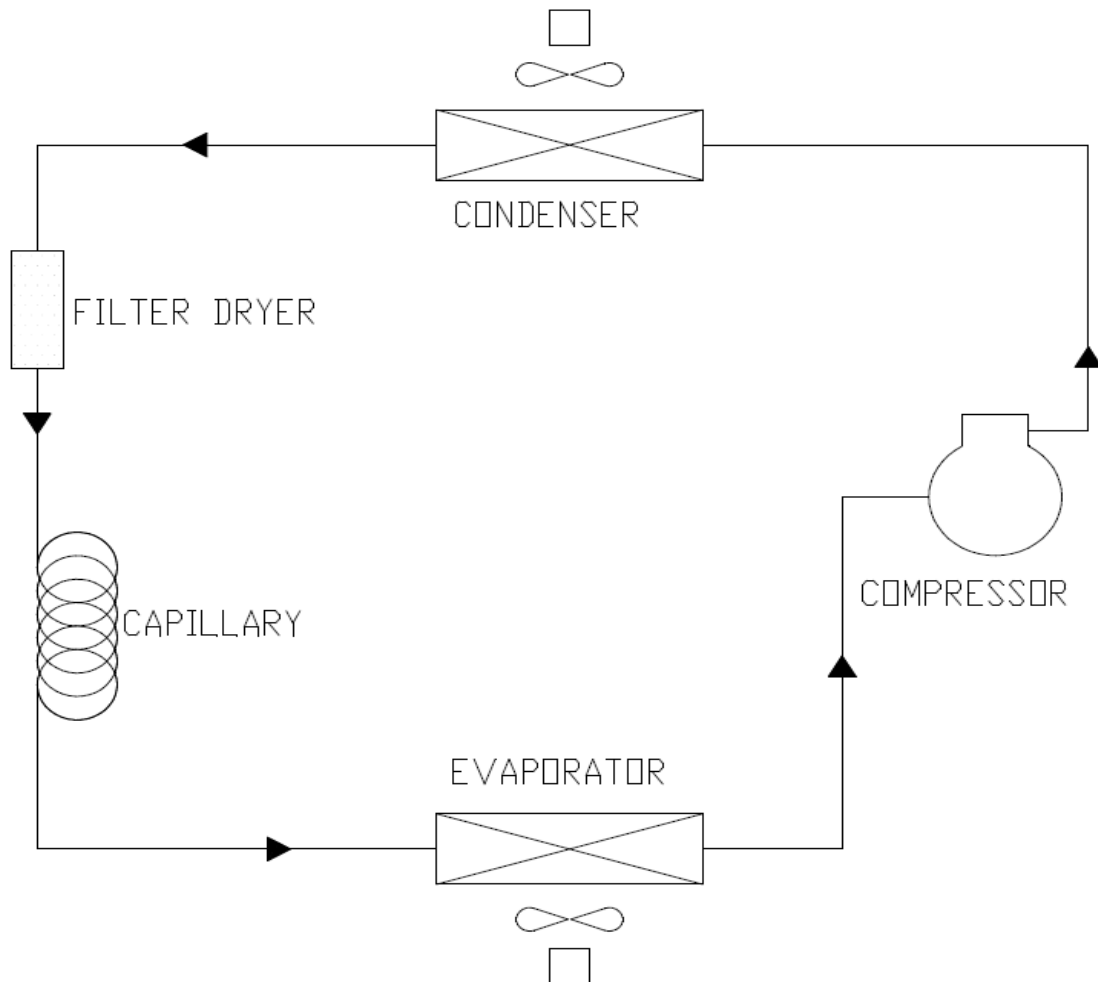 CONDENSER
FILTER DRYER
COMPRESSOR
CAPILLARY
EVAPORATOR